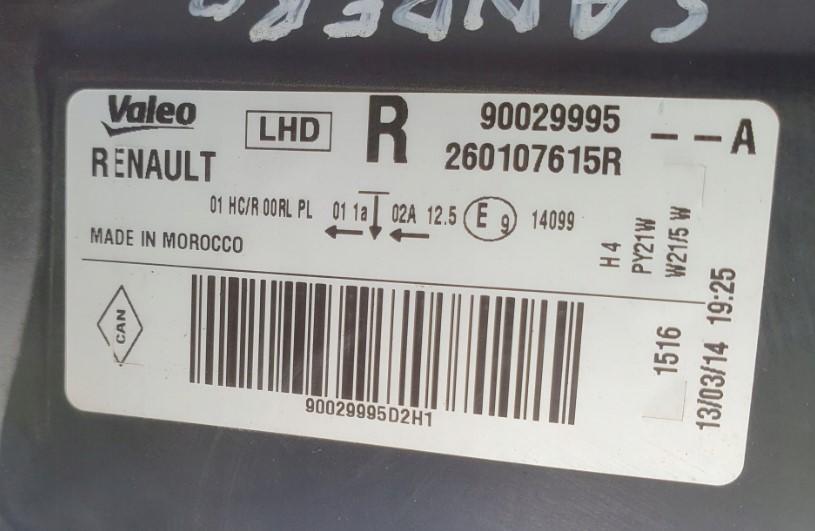 SANDERO
Valeo
LHD
R
90029995
--A
RENAULT
260107615R
01 HC/R 00RL PL 01 1a 02A 12.5 E 9 14099
MADE IN MOROCCO
H4
PY21W
W21/5 W
CAN
1516
13/03/14 19:25
90029995D2H1